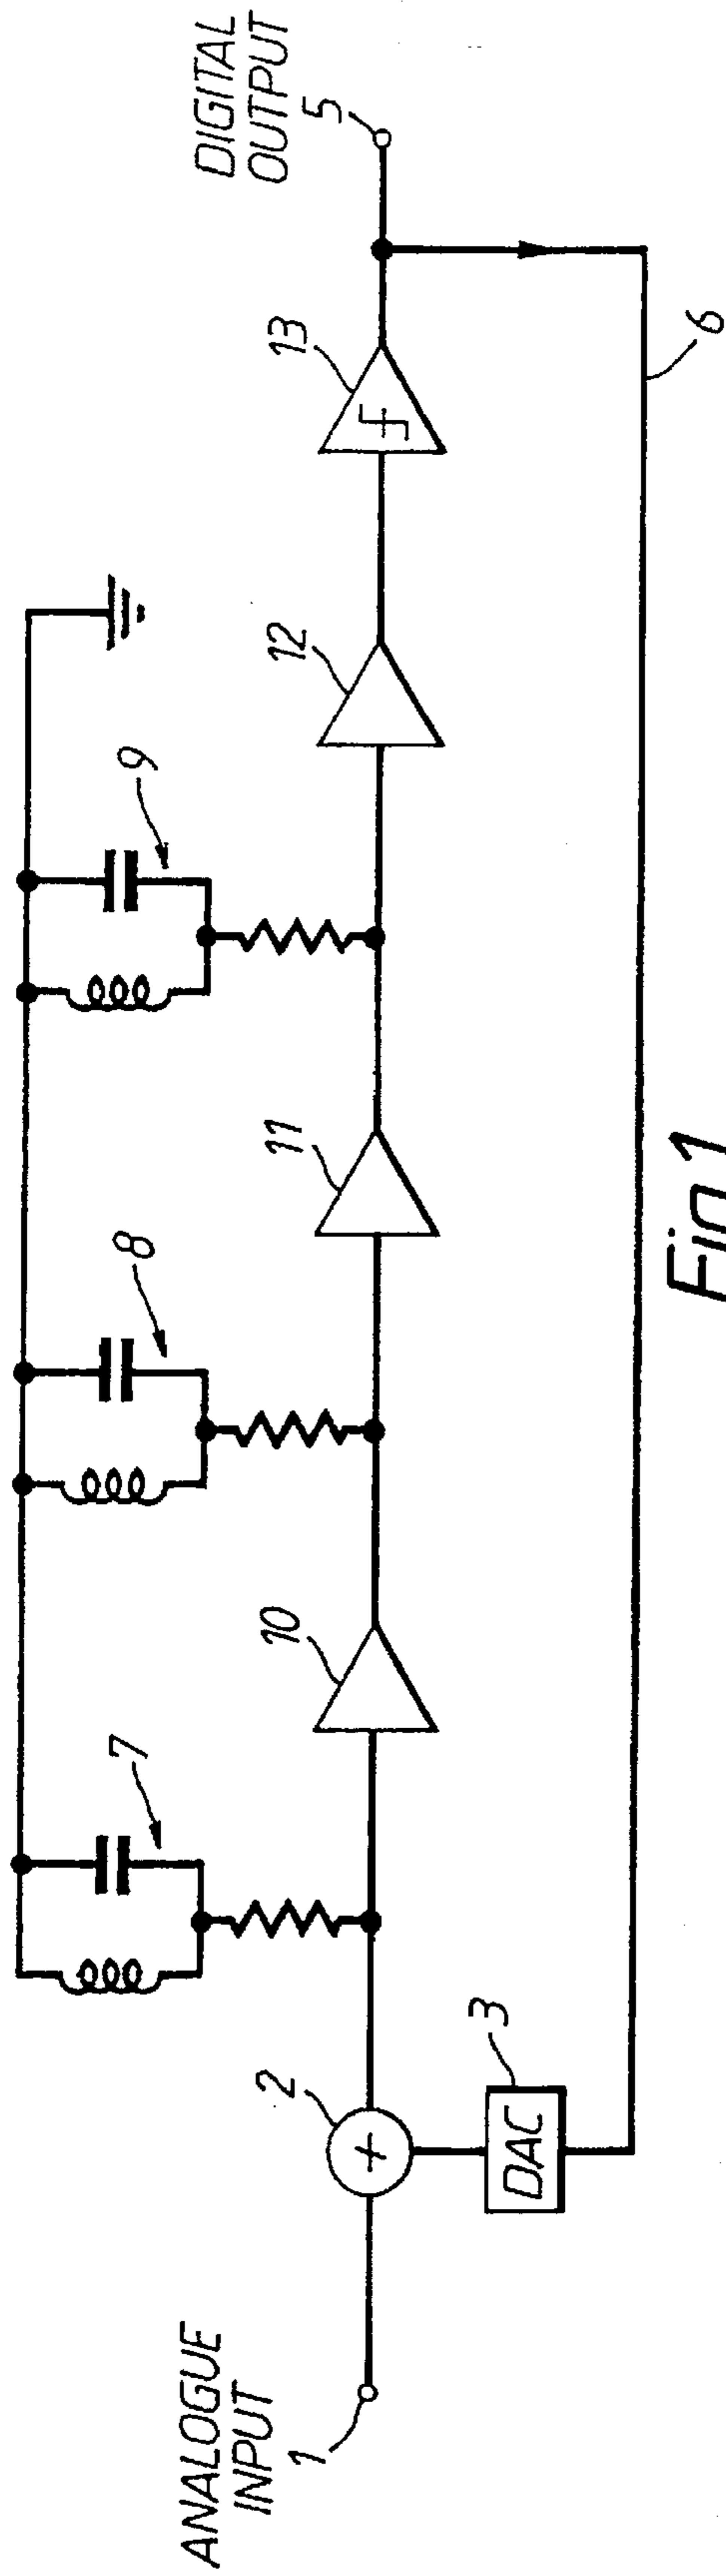 ANALOGUE
INPUT
1
2
DAC
3
7
10
8
11
9
12
13
DIGITAL
OUTPUT
5
6
Fig.1